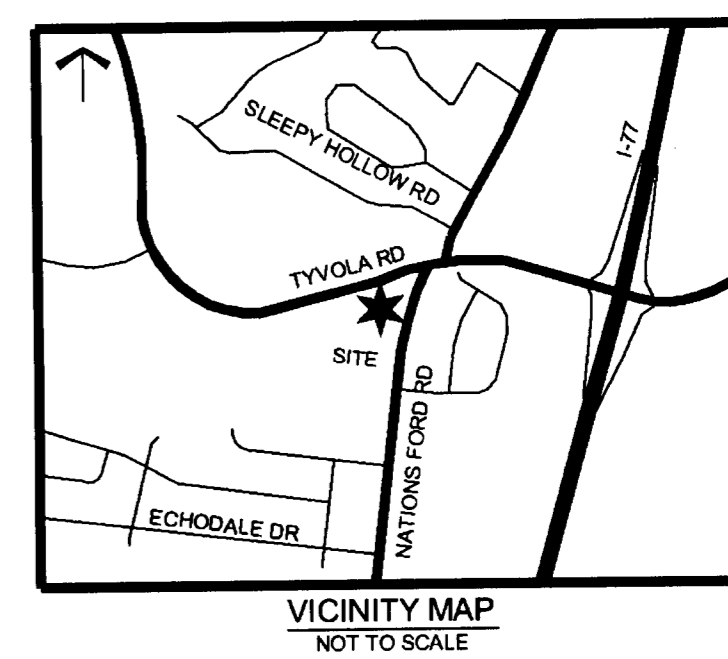 SLEEPY HOLLOW RD
I-77
TYVOLA RD
SITE
NATIONS FORD RD
ECHODALE DR
VICINITY MAP
NOT TO SCALE